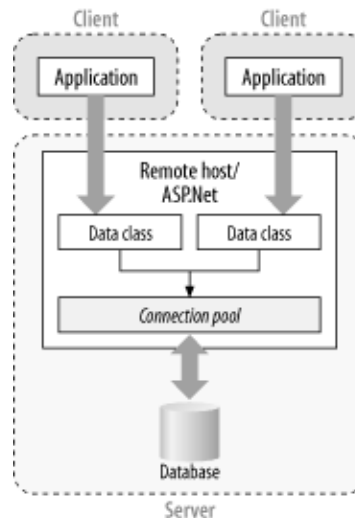 Client
Client
Application
Application
Remote host/
ASP.Net
Data class
Data class
Connection pool
Database
Server